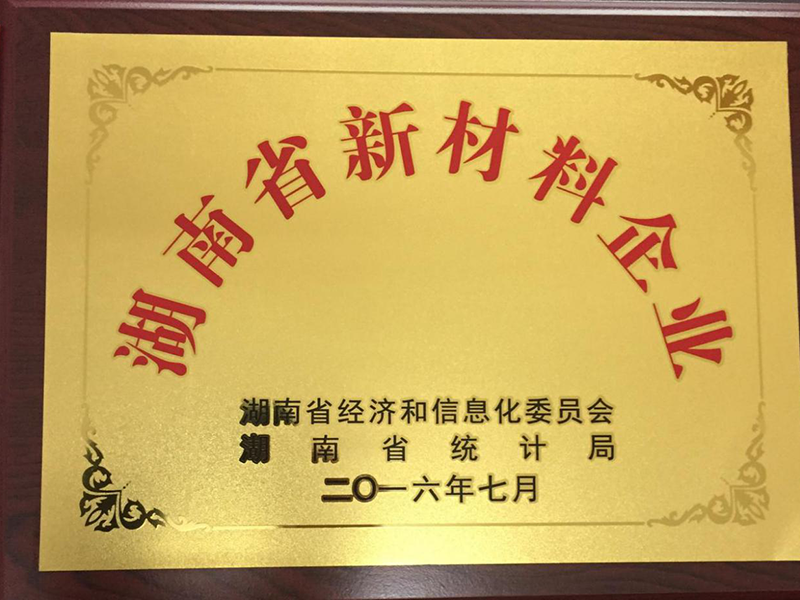 湖南省新材料企业
湖南省经济和信息化委员会
湖南省统计局
二〇一六年七月